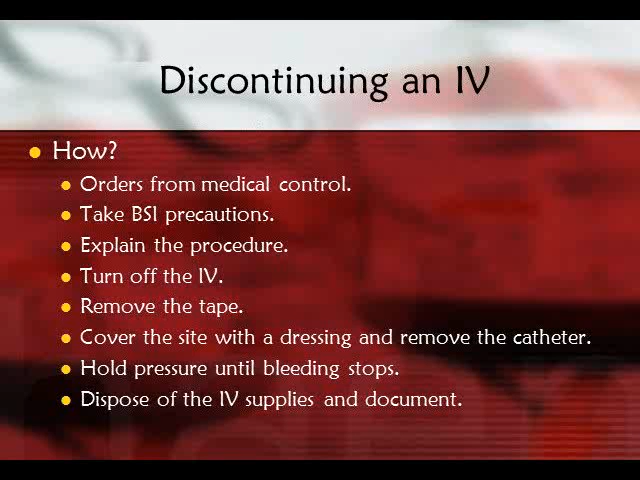 Discontinuing an IV
How?
Orders from medical control.
Take BSI precautions.
Explain the procedure.
Turn off the IV.
Remove the tape.
Cover the site with a dressing and remove the catheter.
Hold pressure until bleeding stops.
Dispose of the IV supplies and document.